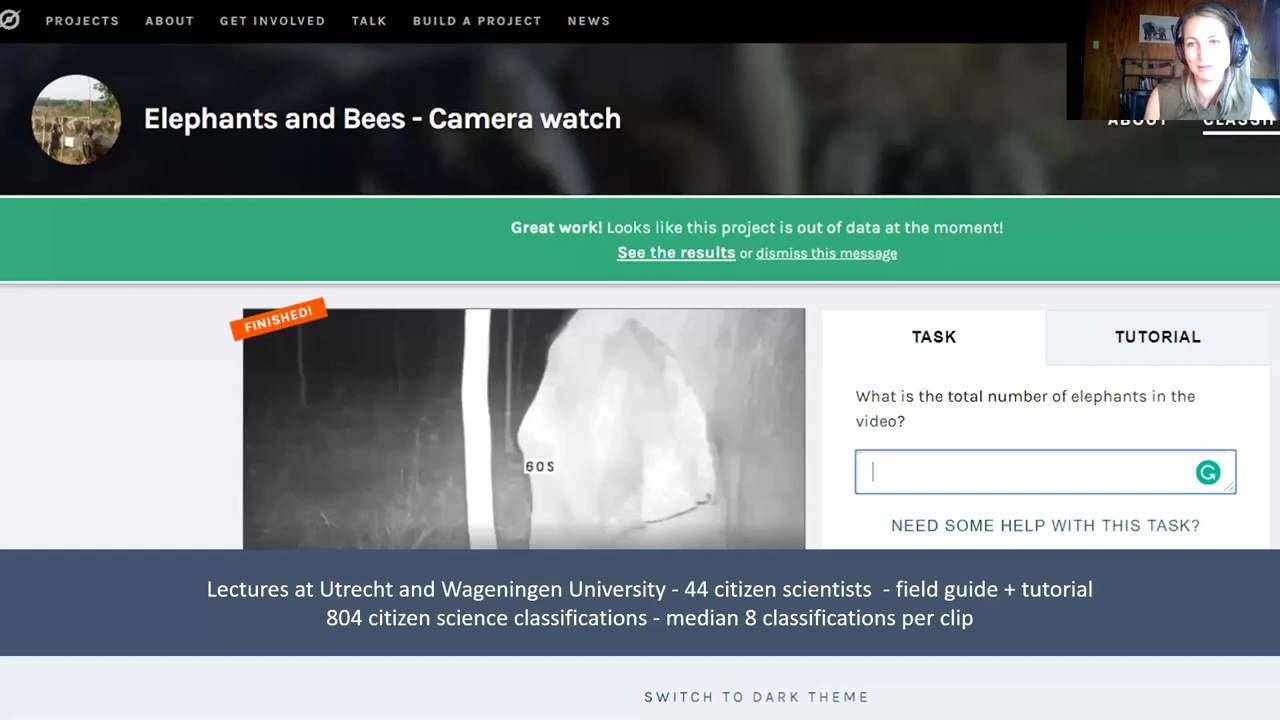 PROJECTS ABOUT GET INVOLVED TALK BUILD A PROJECT NEWS
Elephants and Bees - Camera watch
ABOUT CLASSIF
Great work! Looks like this project is out of data at the moment!
See the results or dismiss this message
FINISHED!
60S
TASK TUTORIAL
What is the total number of elephants in the
video?
NEED SOME HELP WITH THIS TASK?
Lectures at Utrecht and Wageningen University - 44 citizen scientists - field guide + tutorial
804 citizen science classifications - median 8 classifications per clip
SWITCH TO DARK THEME